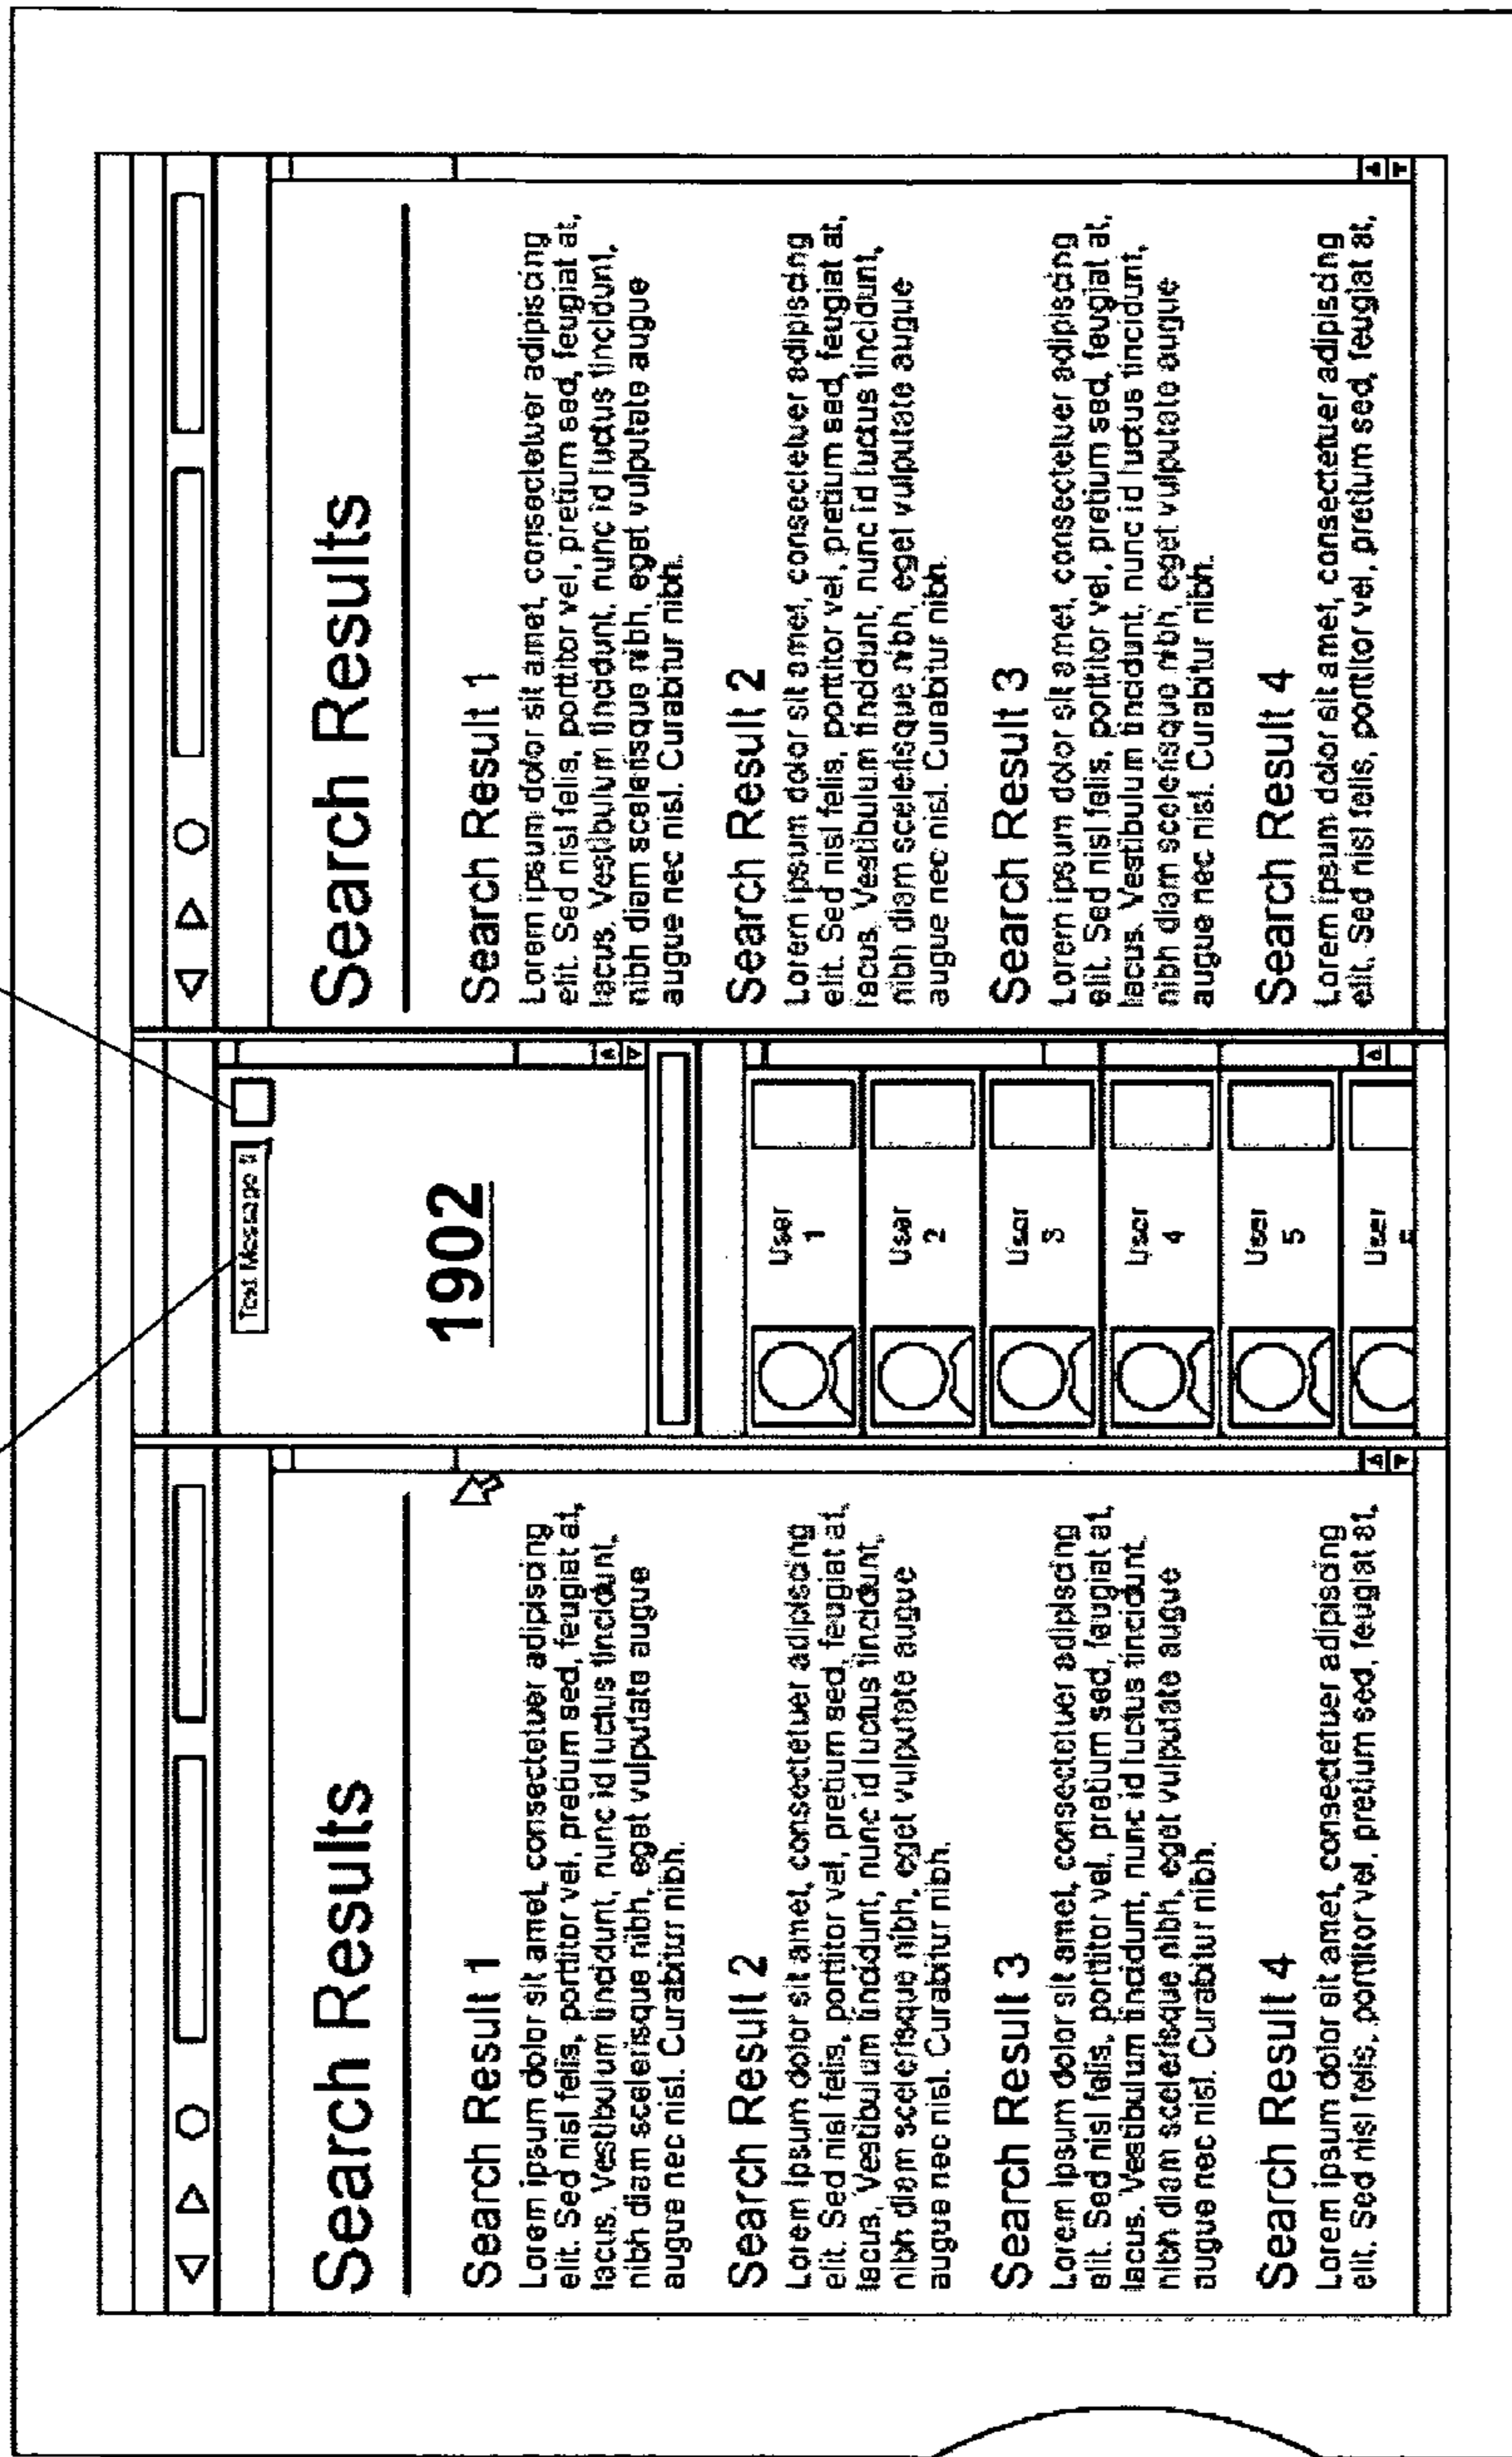 Search Results
Search Result 1
Lorem ipsum dolor sit amet, consectetuer adipiscing
elit. Sed nisl felis, porttitor vel, pretium sed, feugiat at,
lacus. Vestibulum tincidunt, nunc id luctus tincidunt,
nibh diam scelerisque nibh, eget vulputate augue
augue nec nisl. Curabitur nibh.
Search Result 2
Lorem ipsum dolor sit amet, consectetuer adipiscing
elit. Sed nisl felis, porttitor vel, pretium sed, feugiat at,
lacus. Vestibulum tincidunt, nunc id luctus tincidunt,
nibh diam scelerisque nibh, eget vulputate augue
augue nec nisl. Curabitur nibh.
Search Result 3
Lorem ipsum dolor sit amet, consectetuer adipiscing
elit. Sed nisl felis, porttitor vel, pretium sed, feugiat at,
lacus. Vestibulum tincidunt, nunc id luctus tincidunt,
nibh diam scelerisque nibh, eget vulputate augue
augue nec nisl. Curabitur nibh.
Search Result 4
Lorem ipsum dolor sit amet, consectetuer adipiscing
elit. Sed nisl felis, porttitor vel, pretium sed, feugiat at,
Text Message
1902
User
1
User
2
User
3
User
4
User
5
User
Search Results
Search Result 1
Lorem ipsum dolor sit amet, consectetuer adipiscing
elit. Sed nisl felis, porttitor vel, pretium sed, feugiat at,
lacus. Vestibulum tincidunt, nunc id luctus tincidunt,
nibh diam scelerisque nibh, eget vulputate augue
augue nec nisl. Curabitur nibh.
Search Result 2
Lorem ipsum dolor sit amet, consectetuer adipiscing
elit. Sed nisl felis, porttitor vel, pretium sed, feugiat at,
lacus. Vestibulum tincidunt, nunc id luctus tincidunt,
nibh diam scelerisque nibh, eget vulputate augue
augue nec nisl. Curabitur nibh.
Search Result 3
Lorem ipsum dolor sit amet, consectetuer adipiscing
elit. Sed nisl felis, porttitor vel, pretium sed, feugiat at,
lacus. Vestibulum tincidunt, nunc id luctus tincidunt,
nibh diam scelerisque nibh, eget vulputate augue
augue nec nisl. Curabitur nibh.
Search Result 4
Lorem ipsum dolor sit amet, consectetuer adipiscing
elit. Sed nisl felis, porttitor vel, pretium sed, feugiat at,